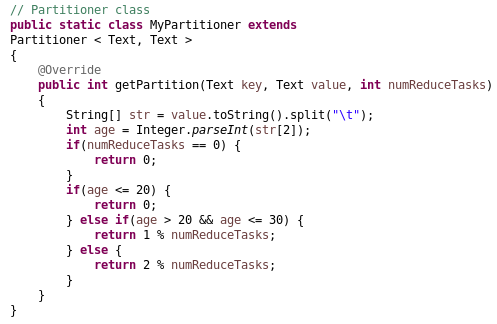 // Partitioner class
public static class MyPartitioner extends
Partitioner < Text, Text >
{
    @Override
    public int getPartition(Text key, Text value, int numReduceTasks)
    {
        String[] str = value.toString().split("\t");
        int age = Integer.parseInt(str[2]);
        if(numReduceTasks == 0) {
            return 0;
        }
        if(age <= 20) {
            return 0;
        } else if(age > 20 && age <= 30) {
            return 1 % numReduceTasks;
        } else {
            return 2 % numReduceTasks;
        }
    }
}